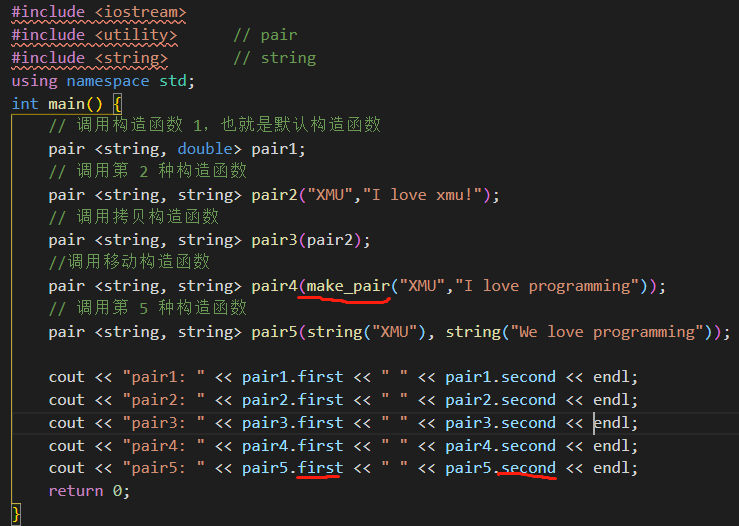 #include <iostream>
#include <utility>      // pair
#include <string>       // string
using namespace std;
int main() {
    // 调用构造函数 1，也就是默认构造函数
    pair <string, double> pair1;
    // 调用第 2 种构造函数
    pair <string, string> pair2("XMU","I love xmu!");
    // 调用拷贝构造函数
    pair <string, string> pair3(pair2);
    //调用移动构造函数
    pair <string, string> pair4(make_pair("XMU","I love programming"));
    // 调用第 5 种构造函数
    pair <string, string> pair5(string("XMU"), string("We love programming"));

    cout << "pair1: " << pair1.first << " " << pair1.second << endl;
    cout << "pair2: " << pair2.first << " " << pair2.second << endl;
    cout << "pair3: " << pair3.first << " " << pair3.second << endl;
    cout << "pair4: " << pair4.first << " " << pair4.second << endl;
    cout << "pair5: " << pair5.first << " " << pair5.second << endl;
    return 0;
}